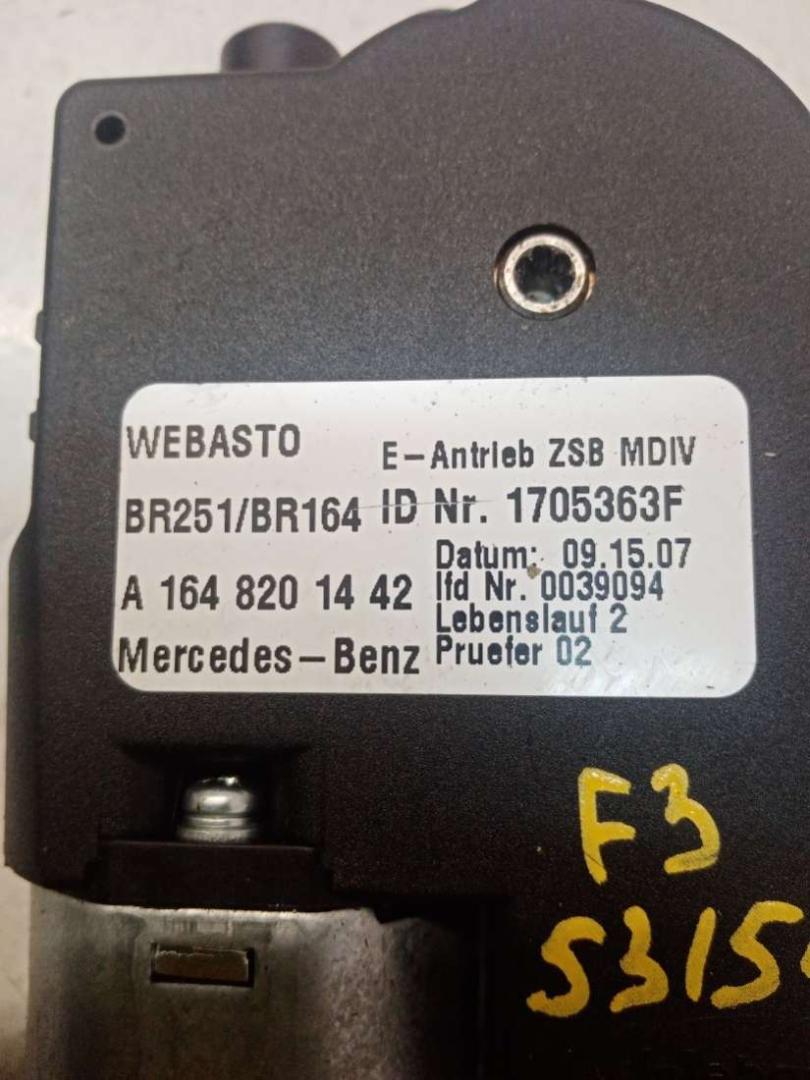 WEBASTO
E-Antrieb ZSB MDIV
BR251/BR164
ID Nr. 1705363F
Datum: 09.15.07
A 164 820 14 42
lfd Nr. 0039094
Lebenslauf 2
Mercedes-Benz
Pruefer 02
F3